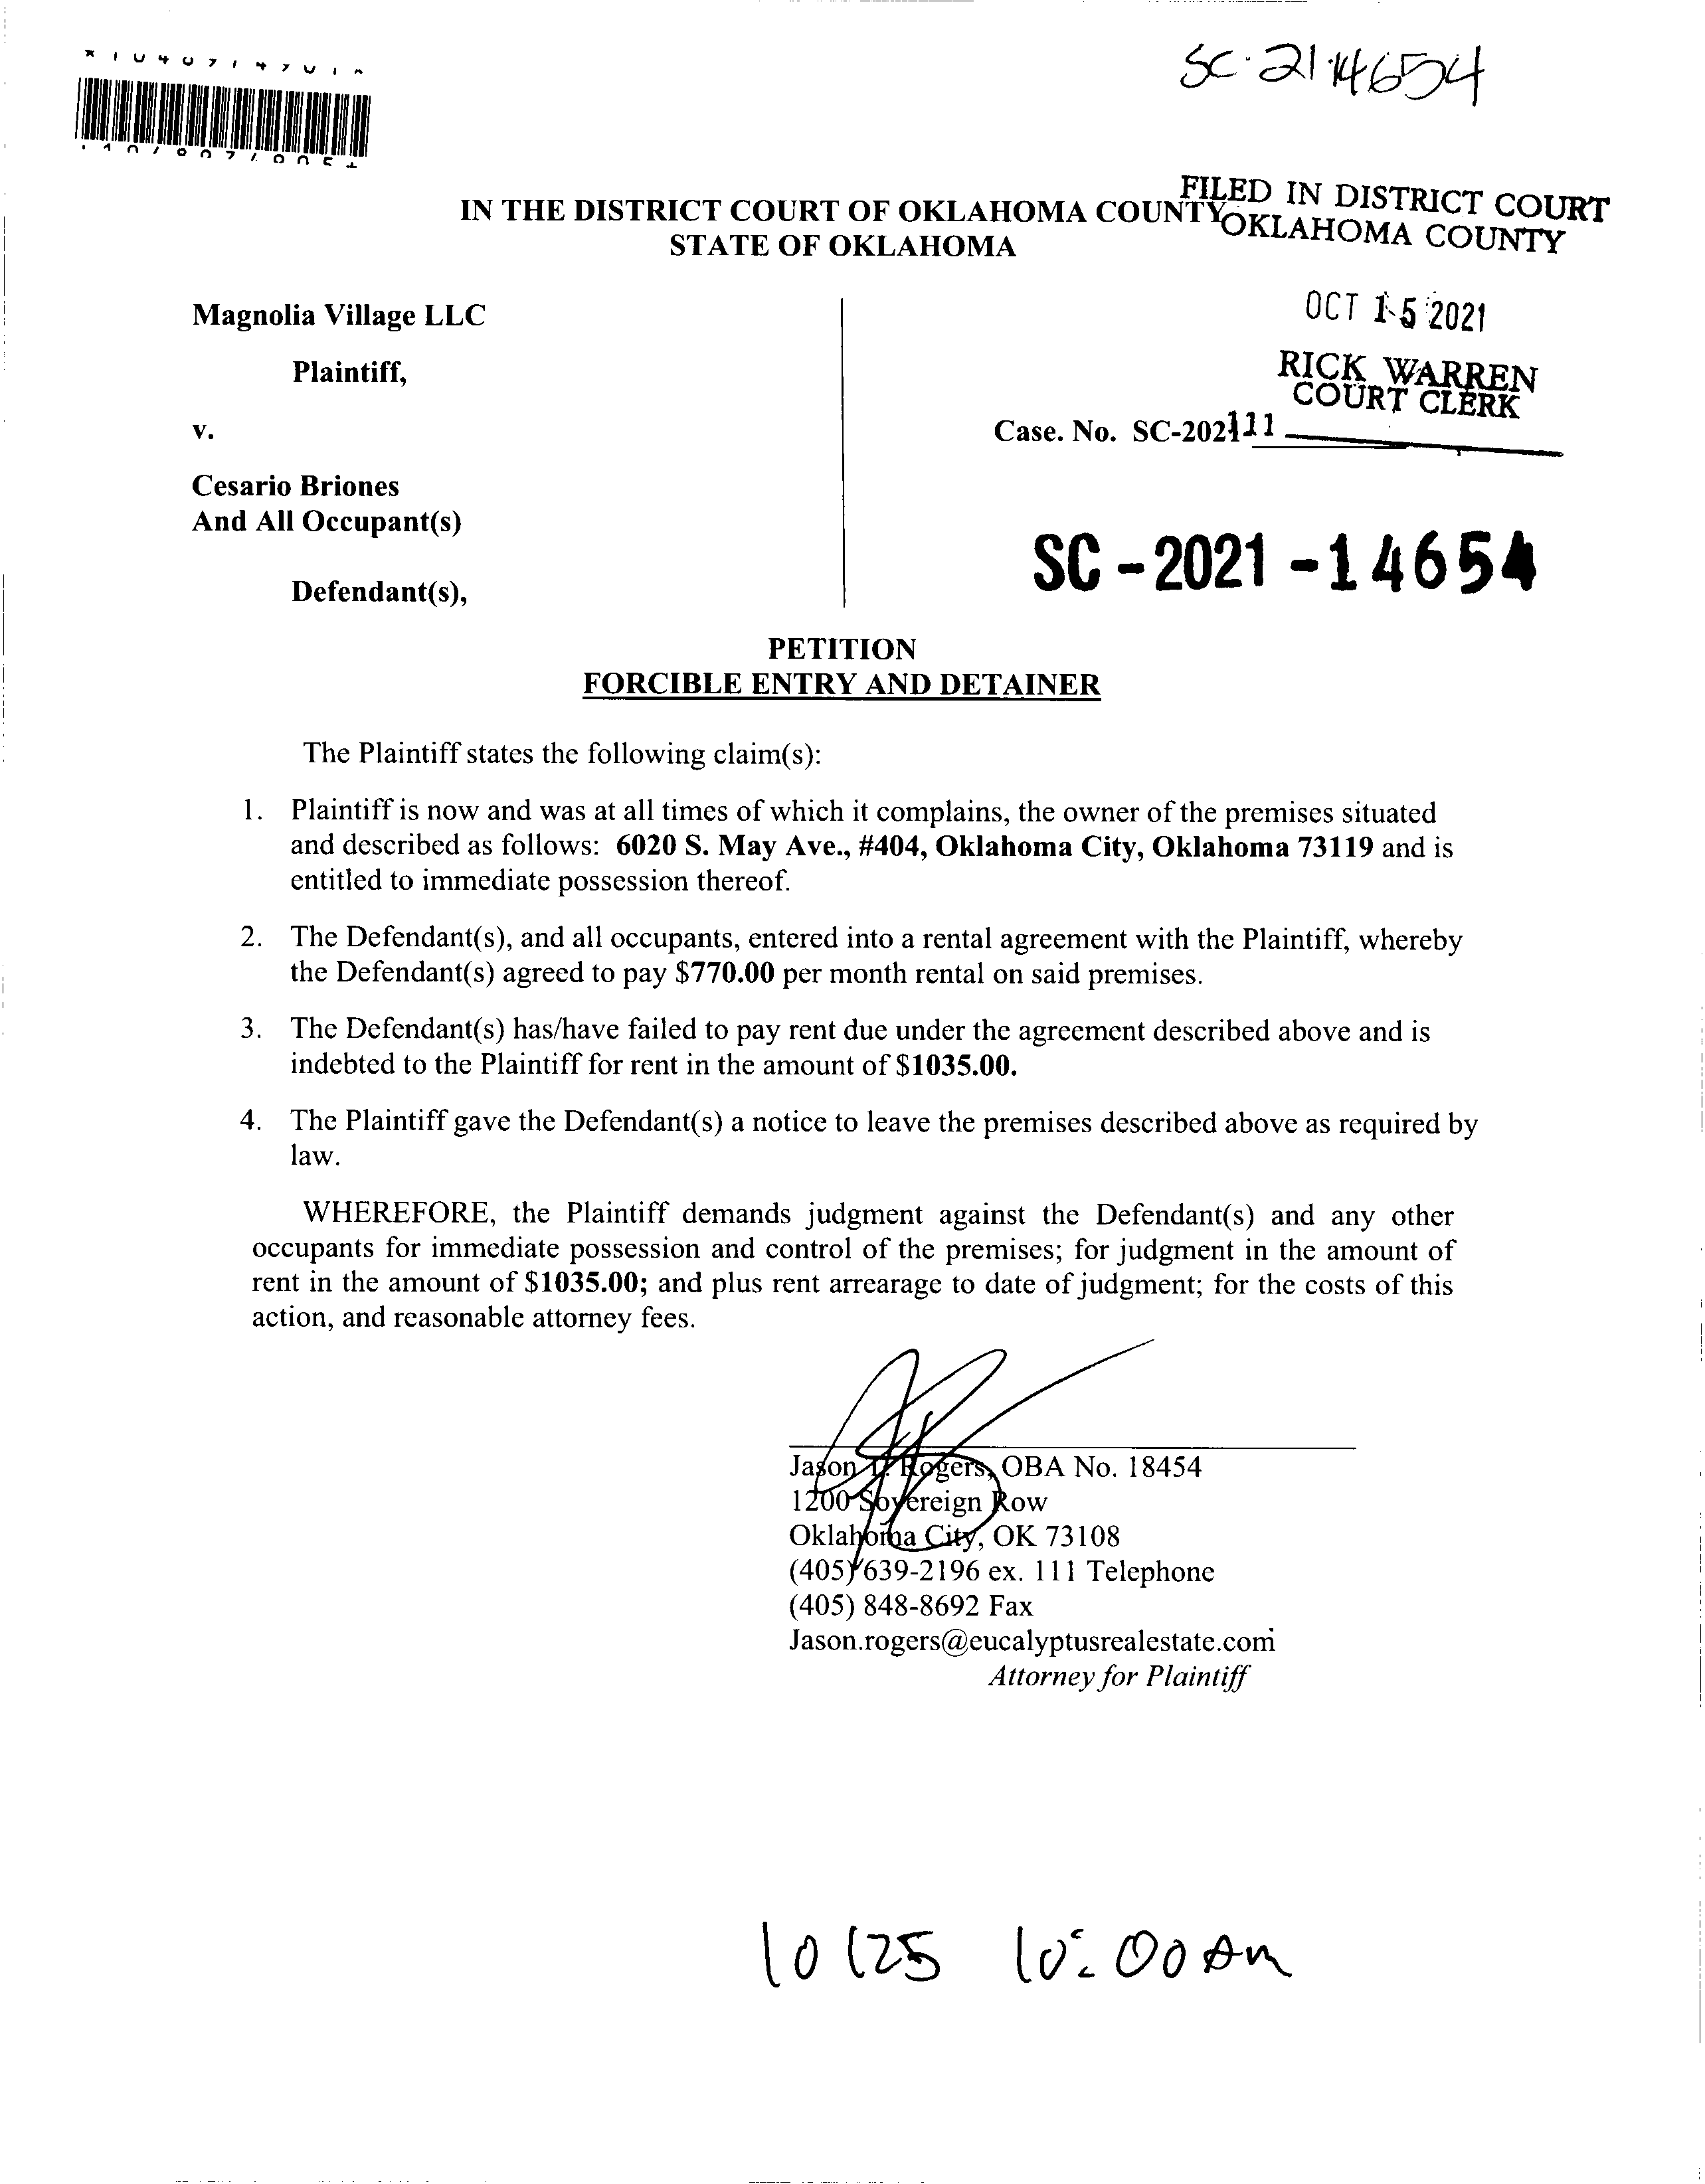 SC-21-14654
FILED IN DISTRICT COURT
OKLAHOMA COUNTY
IN THE DISTRICT COURT OF OKLAHOMA COUNTY
STATE OF OKLAHOMA
OCT 15 2021
RICK WARREN
COURT CLERK
Magnolia Village LLC
Plaintiff,
v.
Case. No. SC-2021
Cesario Briones
And All Occupant(s)
SC-2021-14654
Defendant(s),
PETITION
FORCIBLE ENTRY AND DETAINER
The Plaintiff states the following claim(s):
1. Plaintiff is now and was at all times of which it complains, the owner of the premises situated
and described as follows: 6020 S. May Ave., #404, Oklahoma City, Oklahoma 73119 and is
entitled to immediate possession thereof.
2. The Defendant(s), and all occupants, entered into a rental agreement with the Plaintiff, whereby
the Defendant(s) agreed to pay $770.00 per month rental on said premises.
3. The Defendant(s) has/have failed to pay rent due under the agreement described above and is
indebted to the Plaintiff for rent in the amount of $1035.00.
4. The Plaintiff gave the Defendant(s) a notice to leave the premises described above as required by
law.
WHEREFORE, the Plaintiff demands judgment against the Defendant(s) and any other
occupants for immediate possession and control of the premises; for judgment in the amount of
rent in the amount of $1035.00; and plus rent arrearage to date of judgment; for the costs of this
action, and reasonable attorney fees.
Jason Rogers, OBA No. 18454
1200 Sovereign Row
Oklahoma City, OK 73108
(405) 639-2196 ex. 111 Telephone
(405) 848-8692 Fax
Jason.rogers@eucalyptusrealestate.com
Attorney for Plaintiff
10/25 10:00 Am